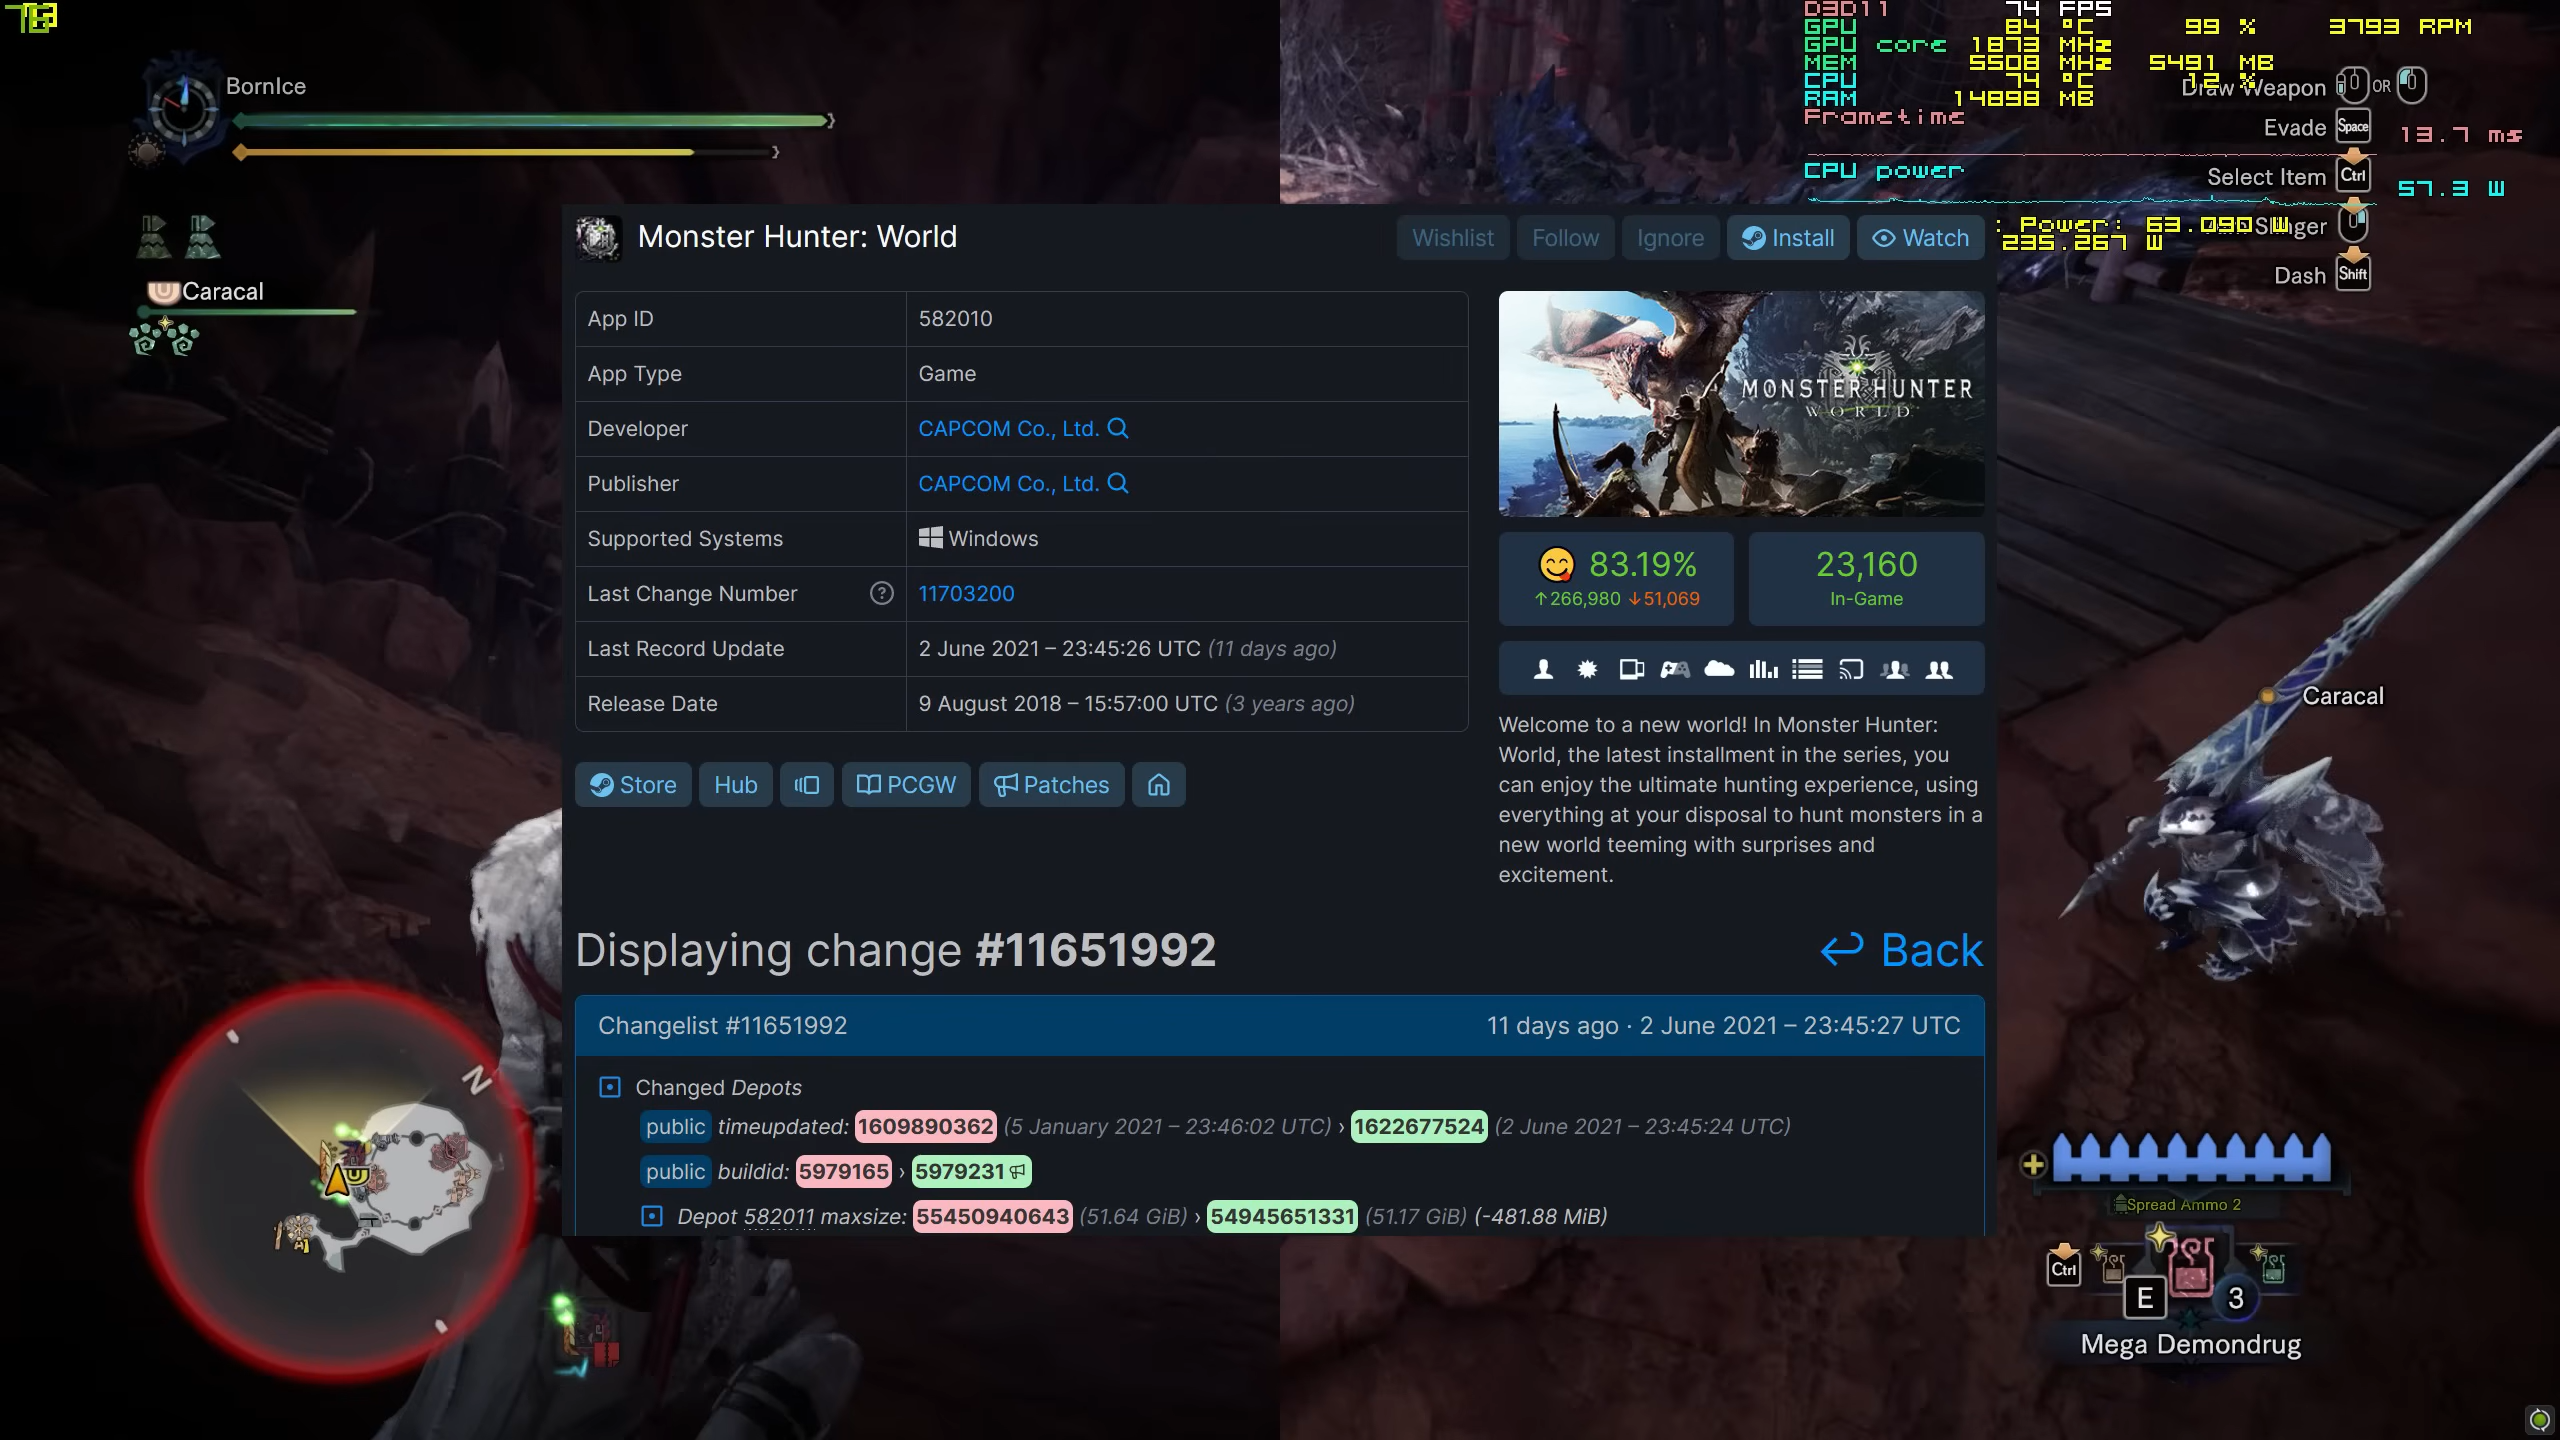 BornIce
Caracal
D3D11 74 FPS
GPU 84 °C 99 % 3793 RPM
GPU core 1873 MHz
MEM 5508 MHz 5491 MB
CPU 74 °C 12 %
RAM 14898 MB
Frametime 13.7 ms
CPU power 57.3 W
: Power: 63.090 W
235.267 W
Draw Weapon OR
Evade Space
Select Item Ctrl
Dash Shift
Monster Hunter: World
Wishlist Follow Ignore Install Watch
App ID 582010
App Type Game
Developer CAPCOM Co., Ltd.
Publisher CAPCOM Co., Ltd.
Supported Systems Windows
Last Change Number ? 11703200
Last Record Update 2 June 2021 – 23:45:26 UTC (11 days ago)
Release Date 9 August 2018 – 15:57:00 UTC (3 years ago)
MONSTER HUNTER
WORLD
83.19%
↑266,980 ↓51,069
23,160
In-Game
Store Hub PCGW Patches
Welcome to a new world! In Monster Hunter:
World, the latest installment in the series, you
can enjoy the ultimate hunting experience, using
everything at your disposal to hunt monsters in a
new world teeming with surprises and
excitement.
Displaying change #11651992
Back
Changelist #11651992 11 days ago · 2 June 2021 – 23:45:27 UTC
Changed Depots
public timeupdated: 1609890362 (5 January 2021 – 23:46:02 UTC) › 1622677524 (2 June 2021 – 23:45:24 UTC)
public buildid: 5979165 › 5979231
Depot 582011 maxsize: 55450940643 (51.64 GiB) › 54945651331 (51.17 GiB) (-481.88 MiB)
N
Caracal
Spread Ammo 2
Ctrl
E
3
Mega Demondrug